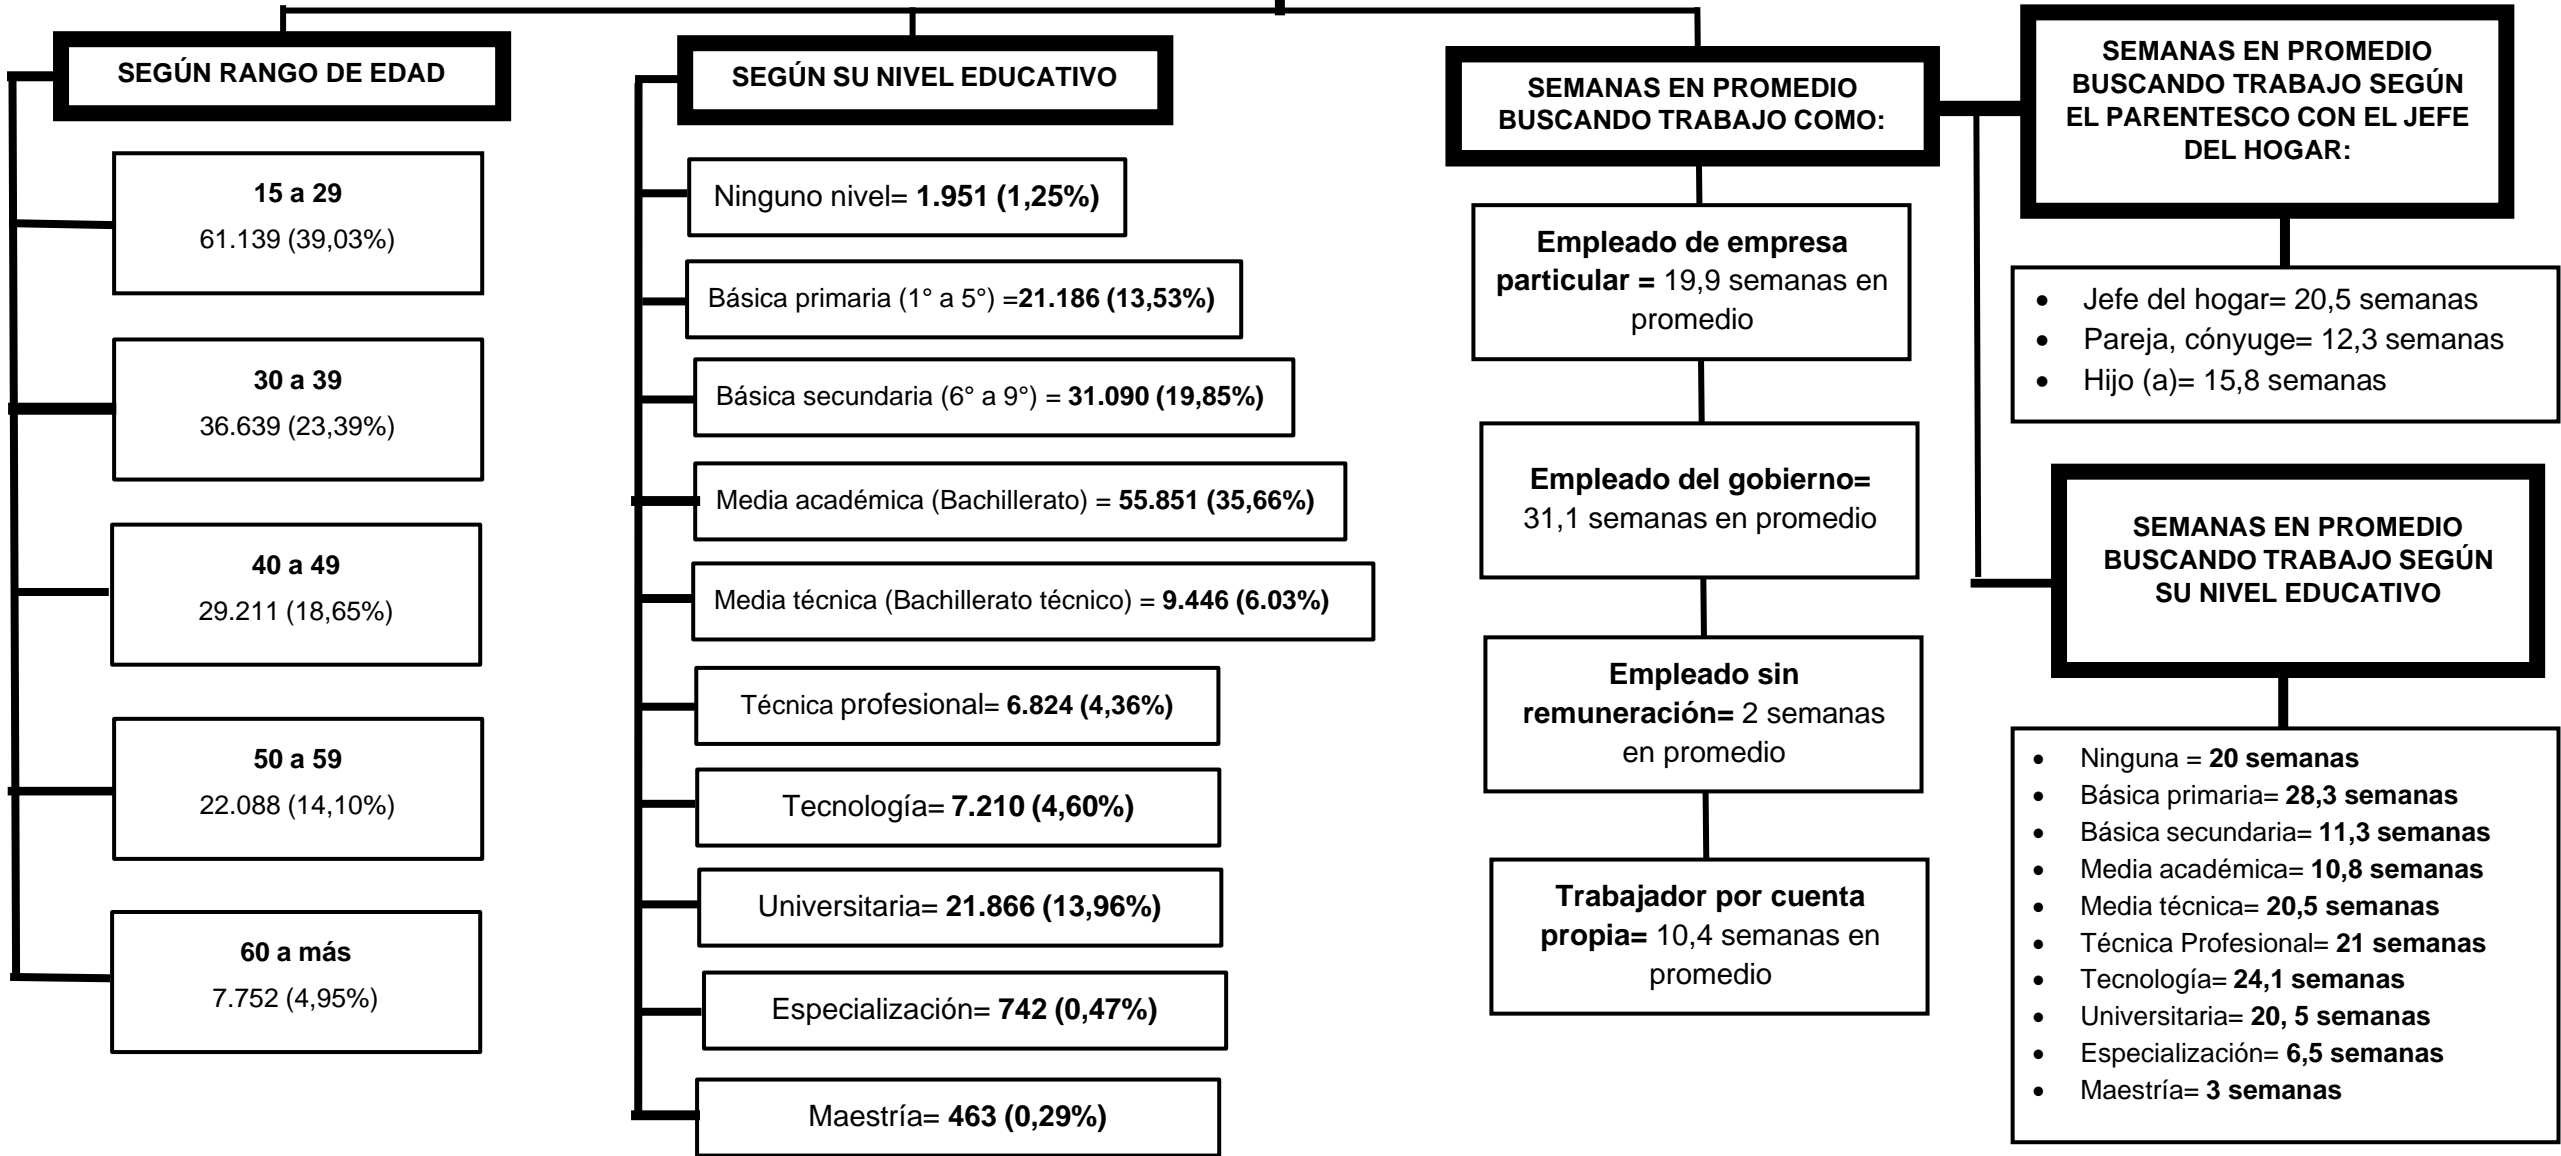 SEGÚN RANGO DE EDAD
15 a 29
61.139 (39,03%)
30 a 39
36.639 (23,39%)
40 a 49
29.211 (18,65%)
50 a 59
22.088 (14,10%)
60 a más
7.752 (4,95%)
SEGÚN SU NIVEL EDUCATIVO
Ninguno nivel= 1.951 (1,25%)
Básica primaria (1° a 5°) =21.186 (13,53%)
Básica secundaria (6° a 9°) = 31.090 (19,85%)
Media académica (Bachillerato) = 55.851 (35,66%)
Media técnica (Bachillerato técnico) = 9.446 (6.03%)
Técnica profesional= 6.824 (4,36%)
Tecnología= 7.210 (4,60%)
Universitaria= 21.866 (13,96%)
Especialización= 742 (0,47%)
Maestría= 463 (0,29%)
SEMANAS EN PROMEDIO
BUSCANDO TRABAJO COMO:
Empleado de empresa
particular = 19,9 semanas en
promedio
Empleado del gobierno=
31,1 semanas en promedio
Empleado sin
remuneración= 2 semanas
en promedio
Trabajador por cuenta
propia= 10,4 semanas en
promedio
SEMANAS EN PROMEDIO
BUSCANDO TRABAJO SEGÚN
EL PARENTESCO CON EL JEFE
DEL HOGAR:
• Jefe del hogar= 20,5 semanas
• Pareja, cónyuge= 12,3 semanas
• Hijo (a)= 15,8 semanas
SEMANAS EN PROMEDIO
BUSCANDO TRABAJO SEGÚN
SU NIVEL EDUCATIVO
• Ninguna = 20 semanas
• Básica primaria= 28,3 semanas
• Básica secundaria= 11,3 semanas
• Media académica= 10,8 semanas
• Media técnica= 20,5 semanas
• Técnica Profesional= 21 semanas
• Tecnología= 24,1 semanas
• Universitaria= 20, 5 semanas
• Especialización= 6,5 semanas
• Maestría= 3 semanas